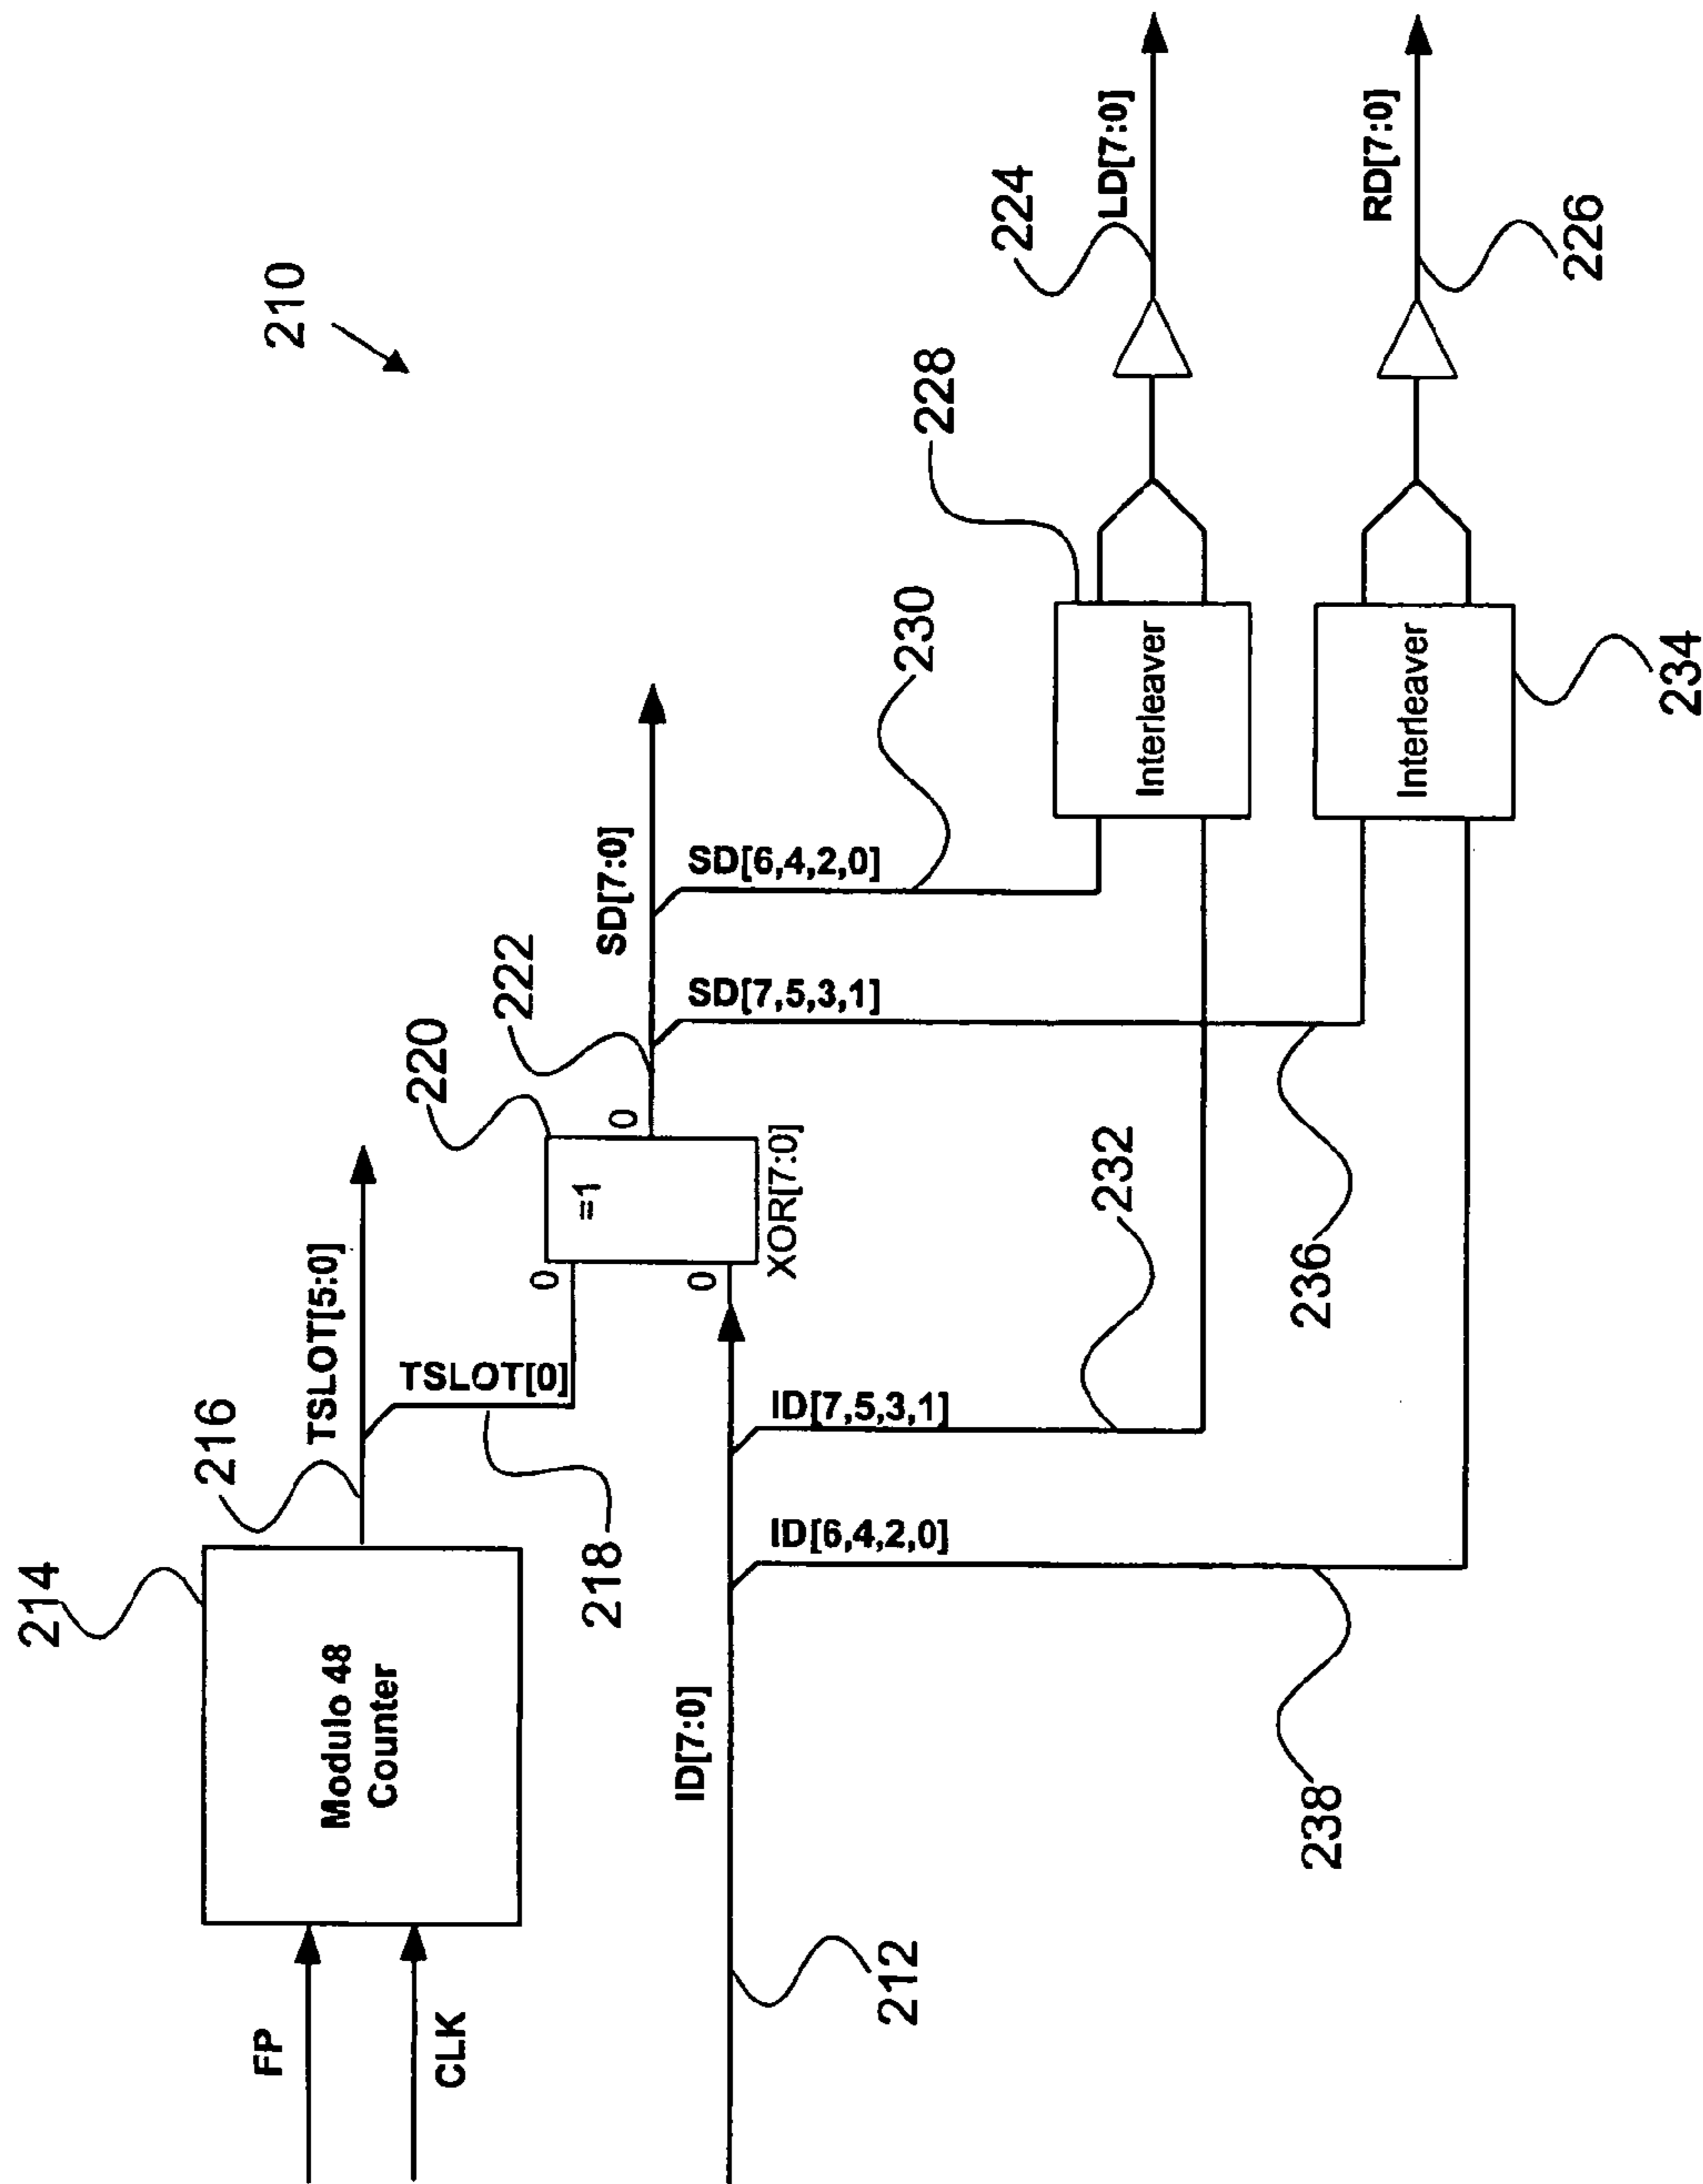 210
214
Modulo 48
Counter
FP
CLK
216
TSLOT[5:0]
TSLOT[0]
218
220
=1
0
0
0
XOR[7:0]
222
SD[7:0]
ID[7:0]
212
ID[7,5,3,1]
ID[6,4,2,0]
SD[6,4,2,0]
SD[7,5,3,1]
230
232
236
238
228
Interleaver
224
LD[7:0]
Interleaver
234
RD[7:0]
226